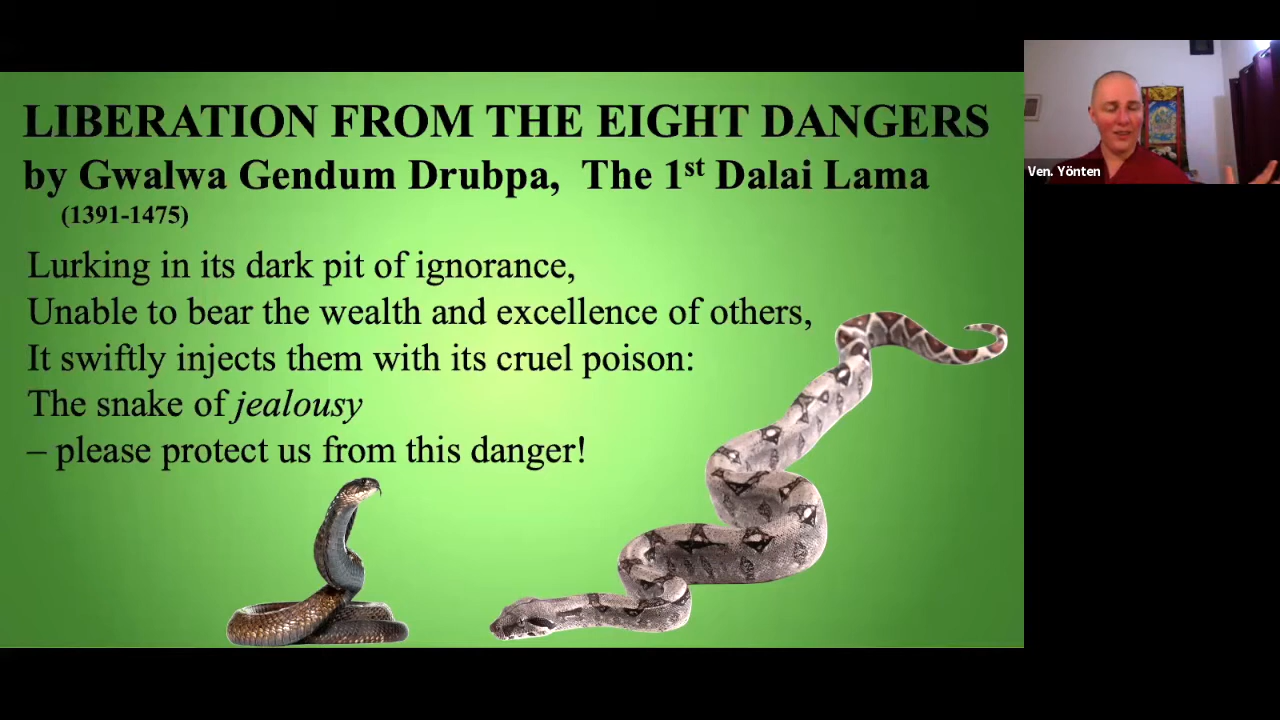 LIBERATION FROM THE EIGHT DANGERS
by Gwalwa Gendum Drubpa, The 1st Dalai Lama
(1391-1475)
Lurking in its dark pit of ignorance,
Unable to bear the wealth and excellence of others,
It swiftly injects them with its cruel poison:
The snake of jealousy
– please protect us from this danger!
Ven. Yönten